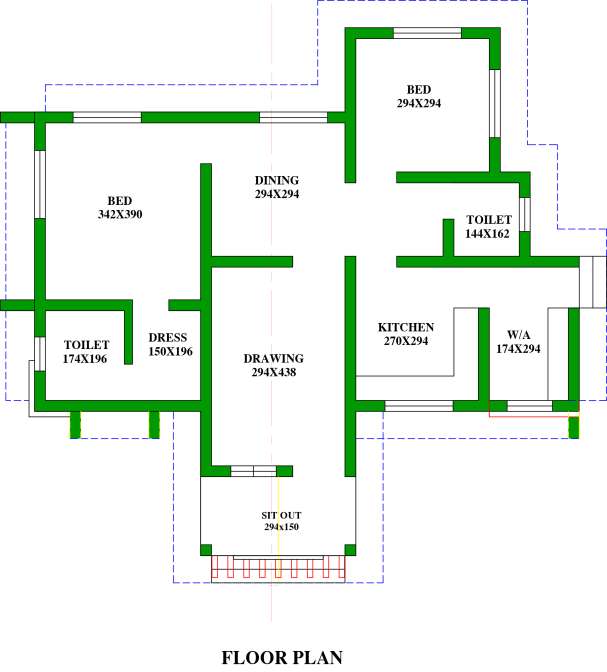 BED
294X294
DINING
294X294
BED
342X390
TOILET
144X162
TOILET
174X196
DRESS
150X196
DRAWING
294X438
KITCHEN
270X294
W/A
174X294
SIT OUT
294x150
FLOOR PLAN